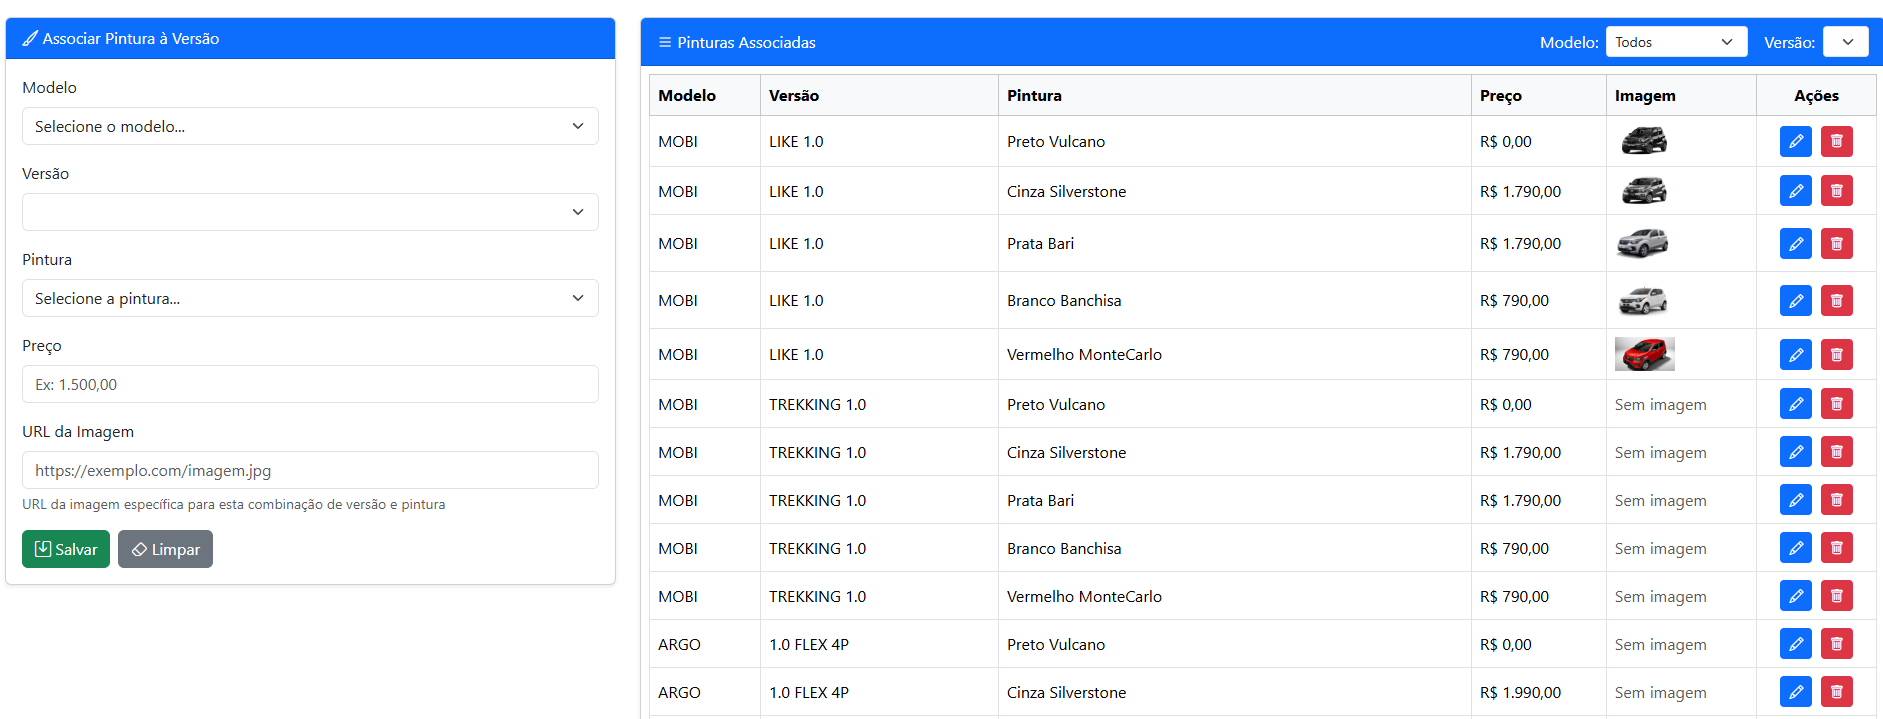 Associar Pintura à Versão
Modelo
Selecione o modelo...
Versão
Pintura
Selecione a pintura...
Preço
Ex: 1.500,00
URL da Imagem
https://exemplo.com/imagem.jpg
URL da imagem específica para esta combinação de versão e pintura
Salvar Limpar
Pinturas Associadas Modelo: Todos Versão:
Modelo Versão Pintura Preço Imagem Ações
MOBI LIKE 1.0 Preto Vulcano R$ 0,00
MOBI LIKE 1.0 Cinza Silverstone R$ 1.790,00
MOBI LIKE 1.0 Prata Bari R$ 1.790,00
MOBI LIKE 1.0 Branco Banchisa R$ 790,00
MOBI LIKE 1.0 Vermelho MonteCarlo R$ 790,00
MOBI TREKKING 1.0 Preto Vulcano R$ 0,00 Sem imagem
MOBI TREKKING 1.0 Cinza Silverstone R$ 1.790,00 Sem imagem
MOBI TREKKING 1.0 Prata Bari R$ 1.790,00 Sem imagem
MOBI TREKKING 1.0 Branco Banchisa R$ 790,00 Sem imagem
MOBI TREKKING 1.0 Vermelho MonteCarlo R$ 790,00 Sem imagem
ARGO 1.0 FLEX 4P Preto Vulcano R$ 0,00 Sem imagem
ARGO 1.0 FLEX 4P Cinza Silverstone R$ 1.990,00 Sem imagem